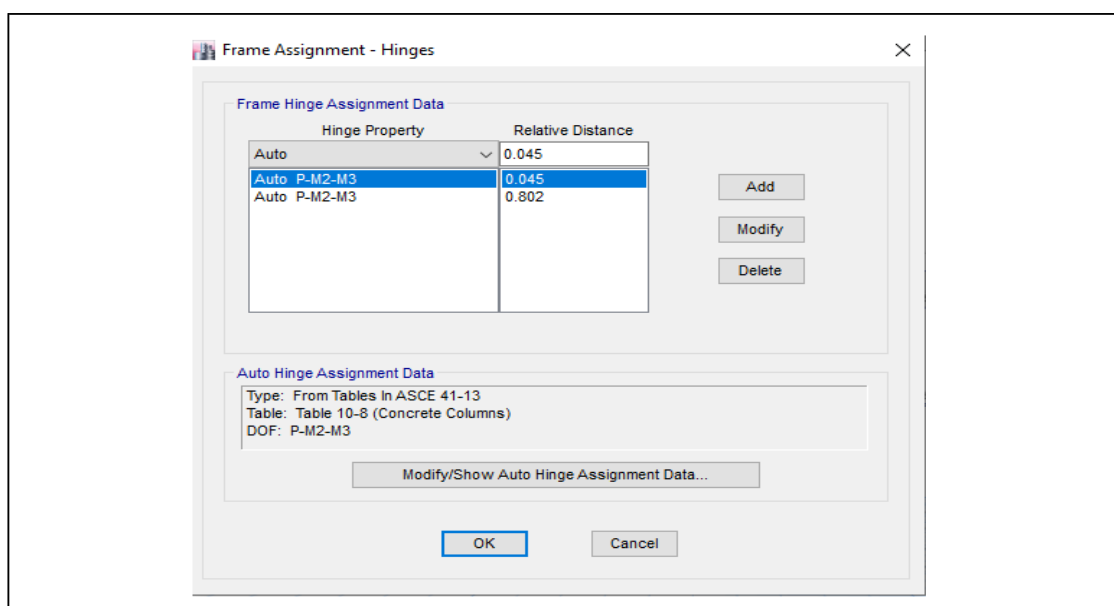 Frame Assignment - Hinges
Frame Hinge Assignment Data
Hinge Property Relative Distance
Auto 0.045
Auto P-M2-M3 0.045
Auto P-M2-M3 0.802
Add
Modify
Delete
Auto Hinge Assignment Data
Type: From Tables In ASCE 41-13
Table: Table 10-8 (Concrete Columns)
DOF: P-M2-M3
Modify/Show Auto Hinge Assignment Data...
OK Cancel